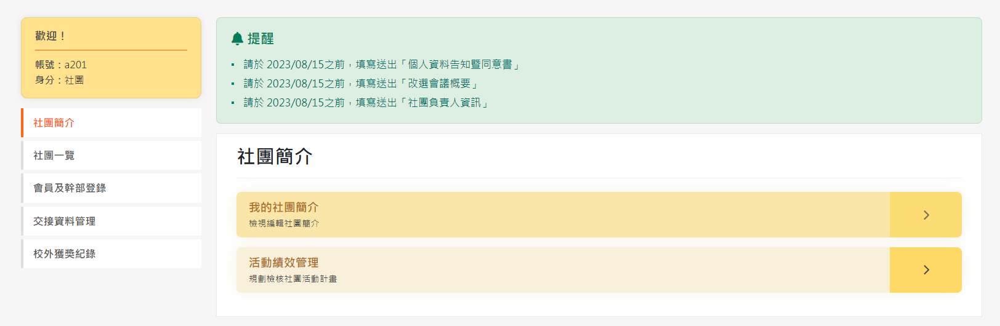 歡迎！
帳號：a201
身分：社團
社團簡介
社團一覽
會員及幹部登錄
交接資料管理
校外獲獎紀錄
提醒
請於 2023/08/15之前，填寫送出「個人資料告知暨同意書」
請於 2023/08/15之前，填寫送出「改選會議概要」
請於 2023/08/15之前，填寫送出「社團負責人資訊」
社團簡介
我的社團簡介
檢視編輯社團簡介
活動績效管理
規劃檢核社團活動計畫